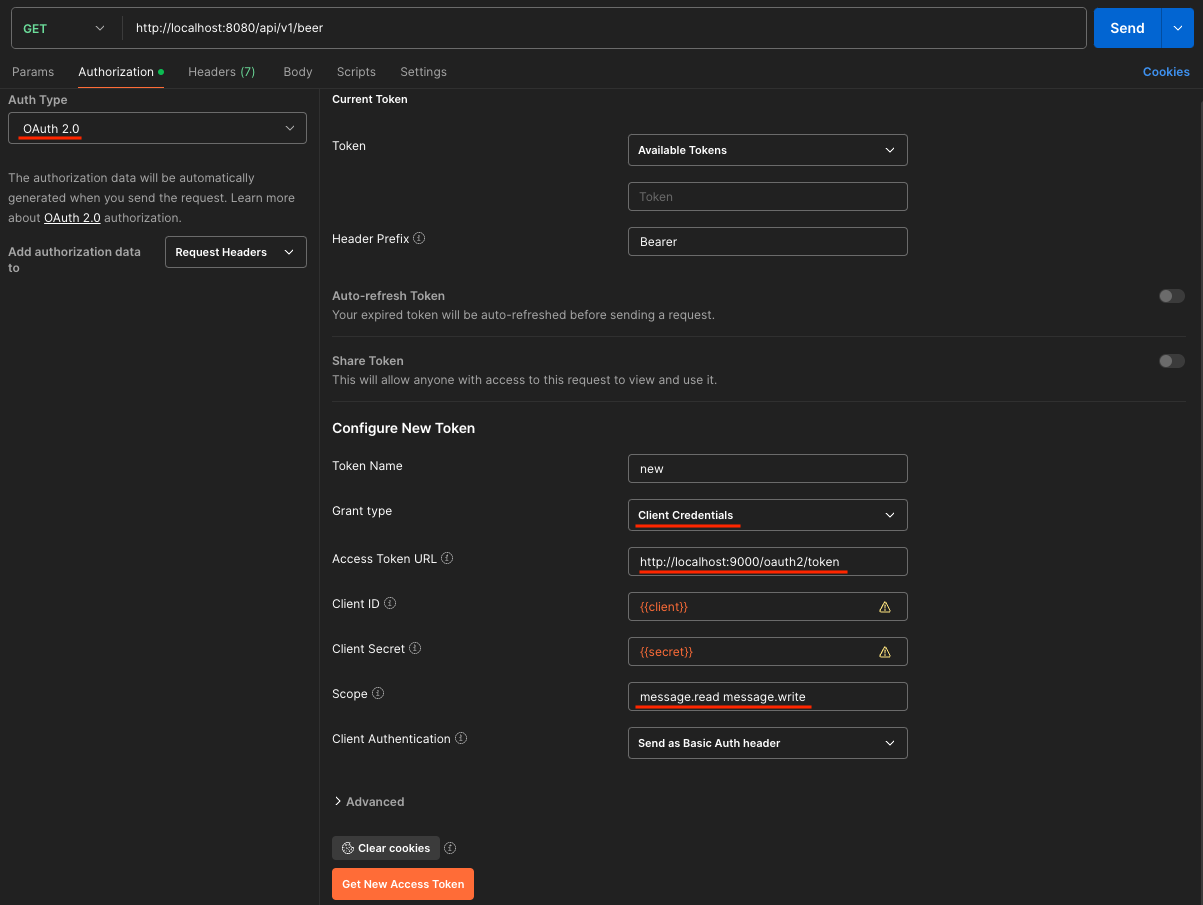 GET
http://localhost:8080/api/v1/beer
Send
Params
Authorization
Headers (7)
Body
Scripts
Settings
Cookies
Auth Type
OAuth 2.0
The authorization data will be automatically
generated when you send the request. Learn more
about OAuth 2.0 authorization.
Add authorization data
to
Request Headers
Current Token
Token
Available Tokens
Token
Header Prefix
Bearer
Auto-refresh Token
Your expired token will be auto-refreshed before sending a request.
Share Token
This will allow anyone with access to this request to view and use it.
Configure New Token
Token Name
new
Grant type
Client Credentials
Access Token URL
http://localhost:9000/oauth2/token
Client ID
{{client}}
Client Secret
{{secret}}
Scope
message.read message.write
Client Authentication
Send as Basic Auth header
Advanced
Clear cookies
Get New Access Token